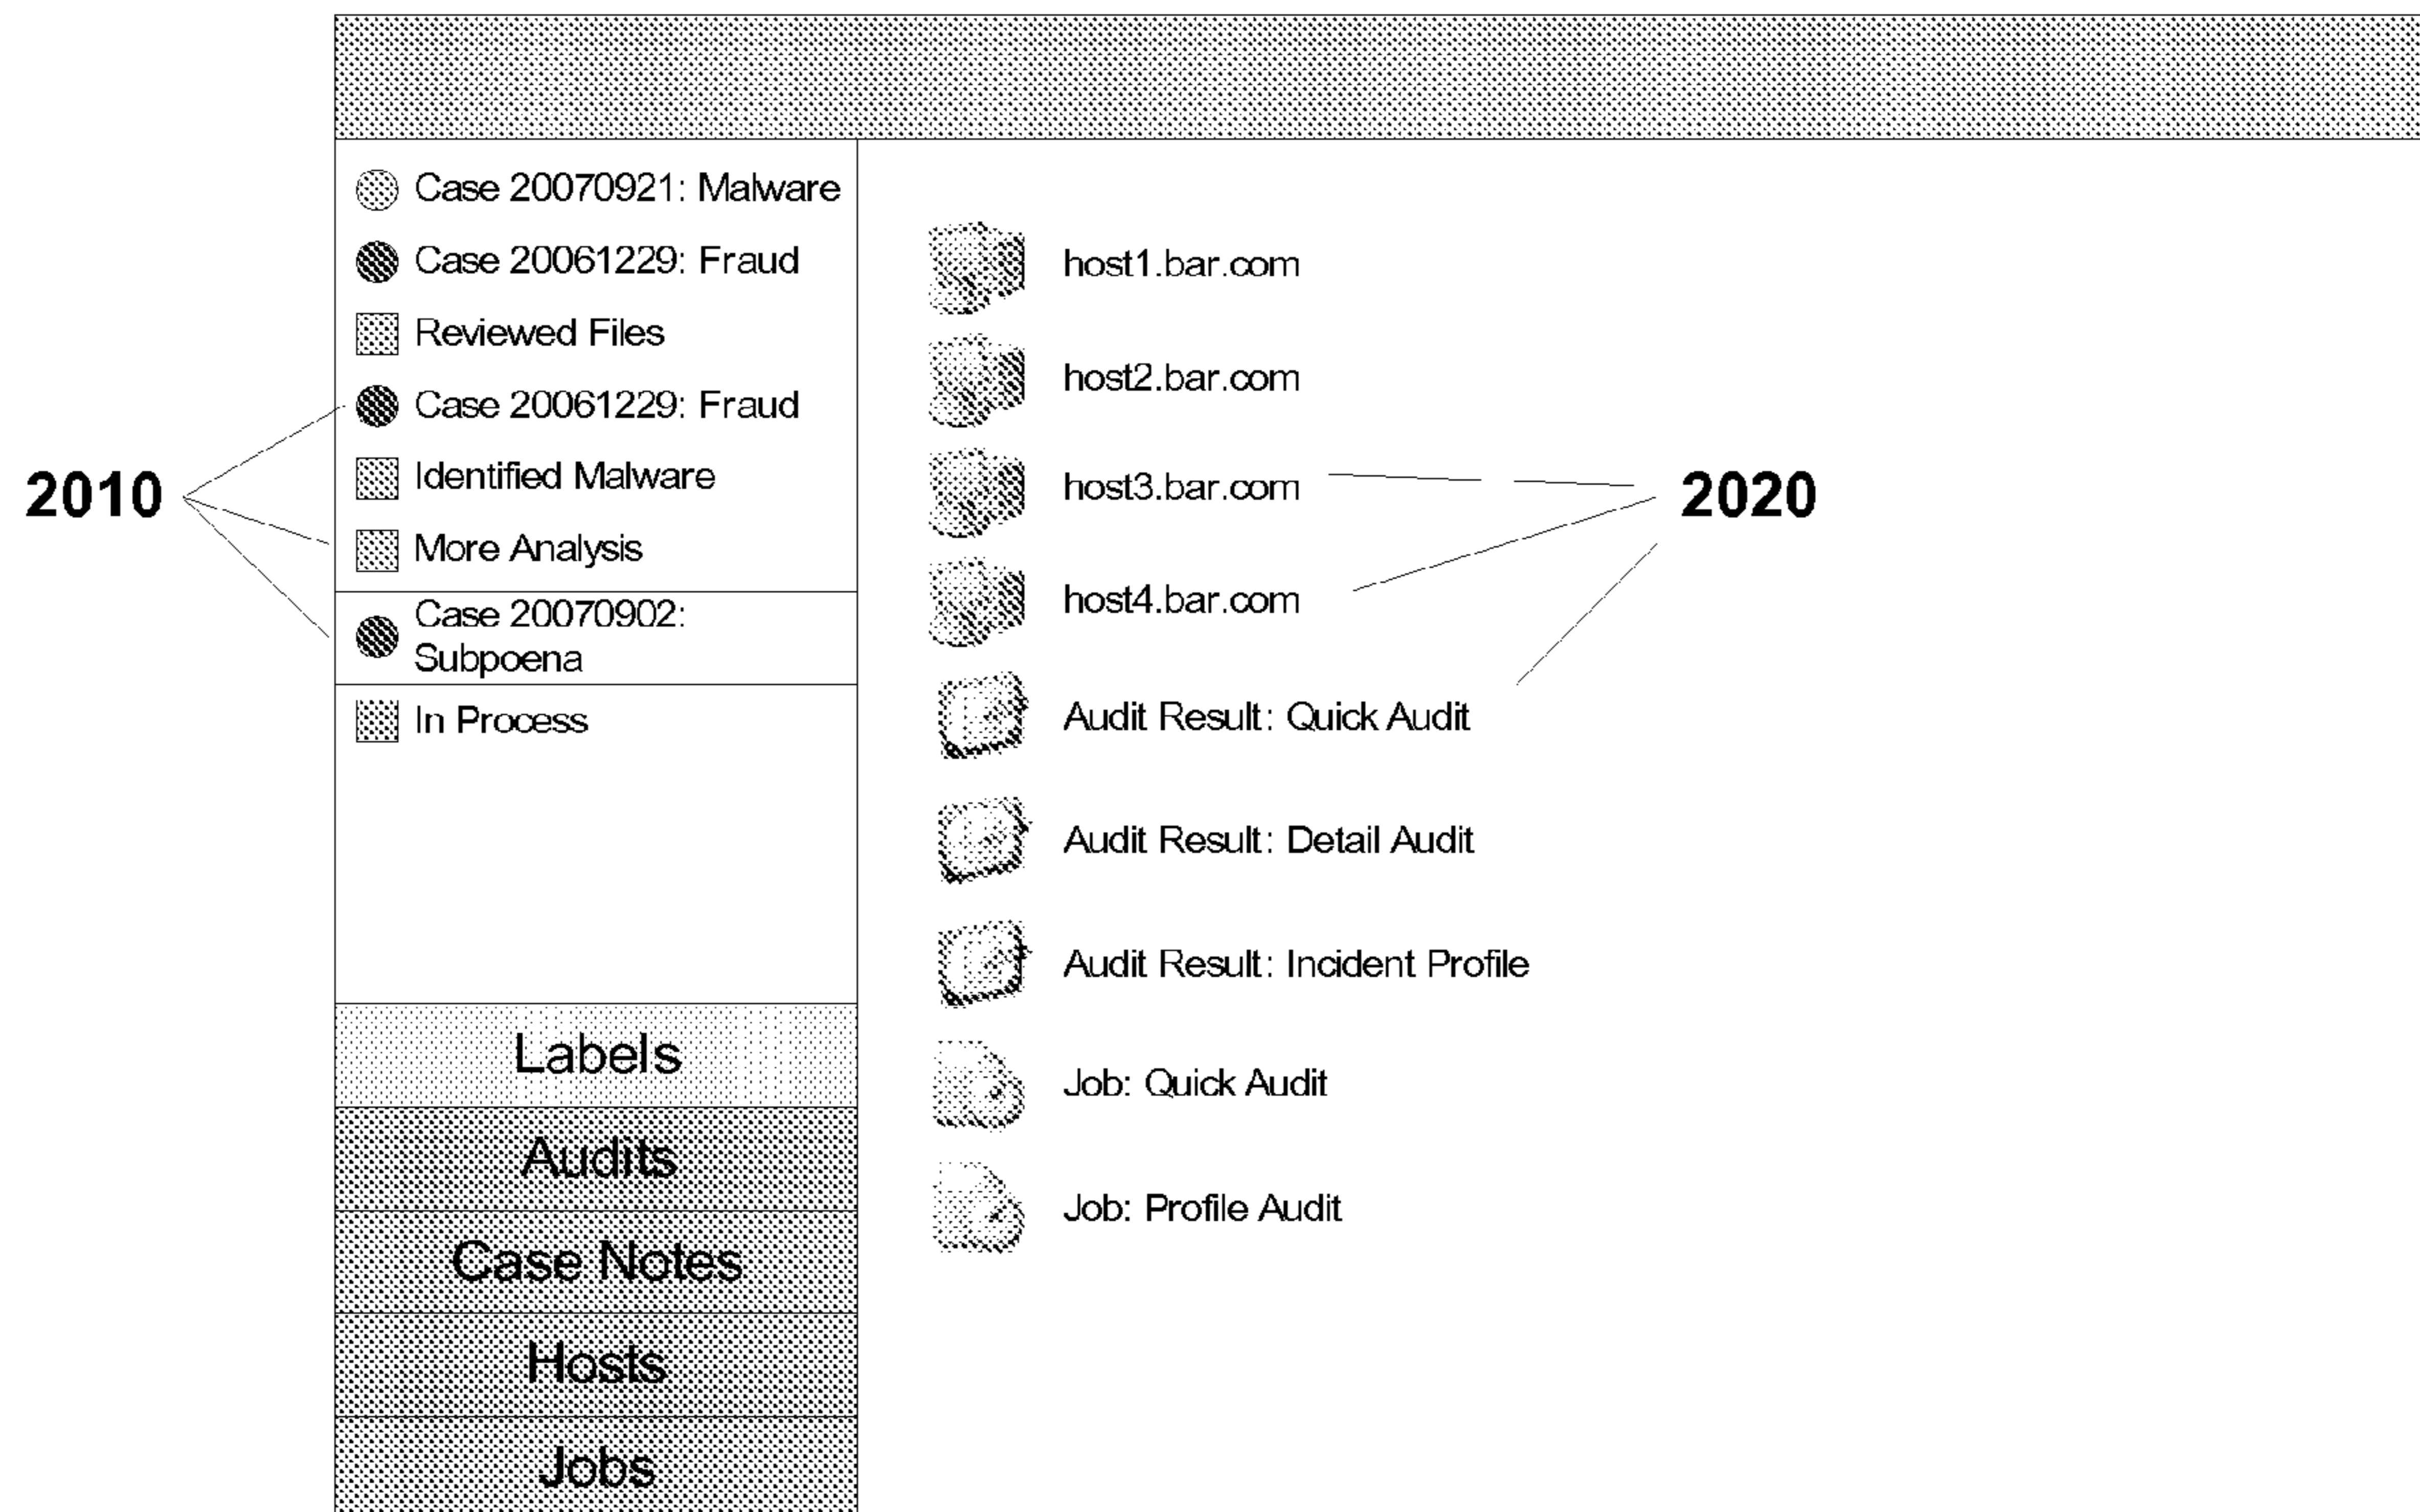 Case 20070921: Malware
Case 20061229: Fraud
Reviewed Files
Case 20061229: Fraud
Identified Malware
More Analysis
Case 20070902:
Subpoena
In Process
Labels
Audits
Case Notes
Hosts
Jobs
2010
host1.bar.com
host2.bar.com
host3.bar.com
host4.bar.com
Audit Result: Quick Audit
Audit Result: Detail Audit
Audit Result: Incident Profile
Job: Quick Audit
Job: Profile Audit
2020